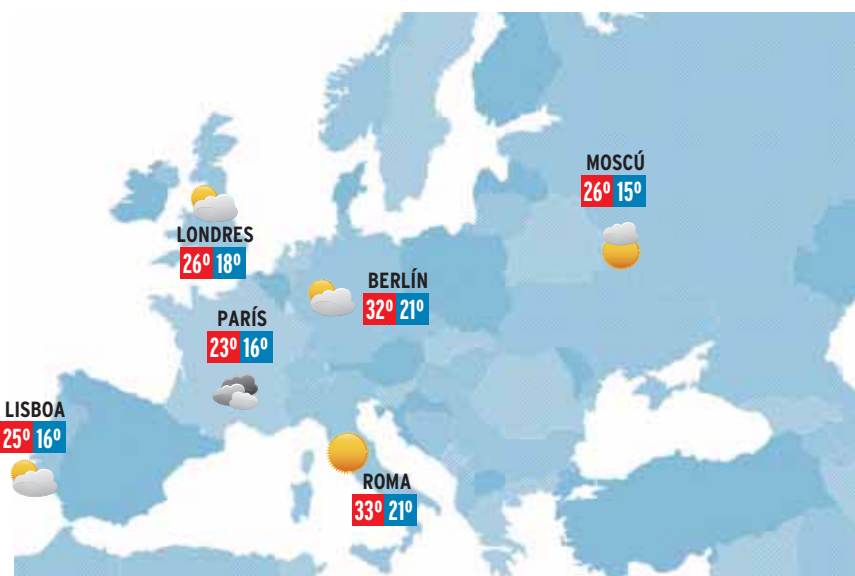 MOSCÚ
26º 15º
LONDRES
26º 18º
BERLÍN
32º 21º
PARÍS
23º 16º
LISBOA
25º 16º
ROMA
33º 21º